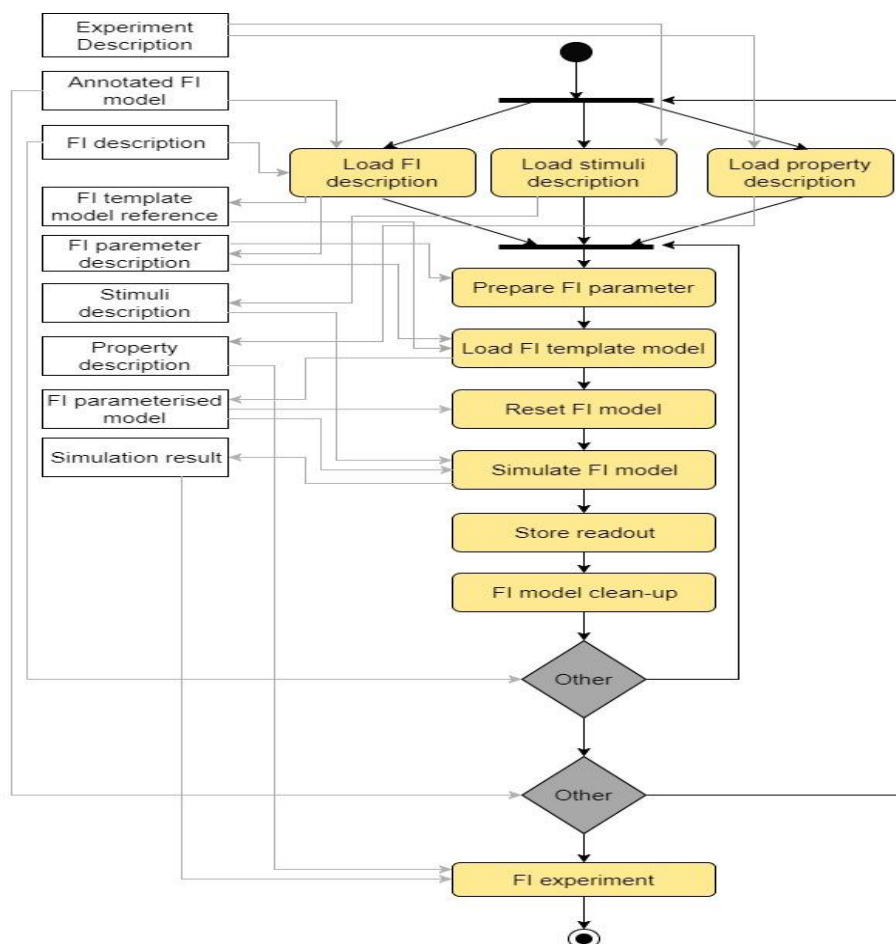 Experiment
Description
Annotated FI
model
FI description
FI template
model reference
FI paremeter
description
Stimuli
description
Property
description
FI parameterised
model
Simulation result
Load FI
description
Load stimuli
description
Load property
description
Prepare FI parameter
Load FI template model
Reset FI model
Simulate FI model
Store readout
FI model clean-up
Other
Other
FI experiment